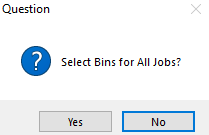 Question
Select Bins for All Jobs?
Yes
No